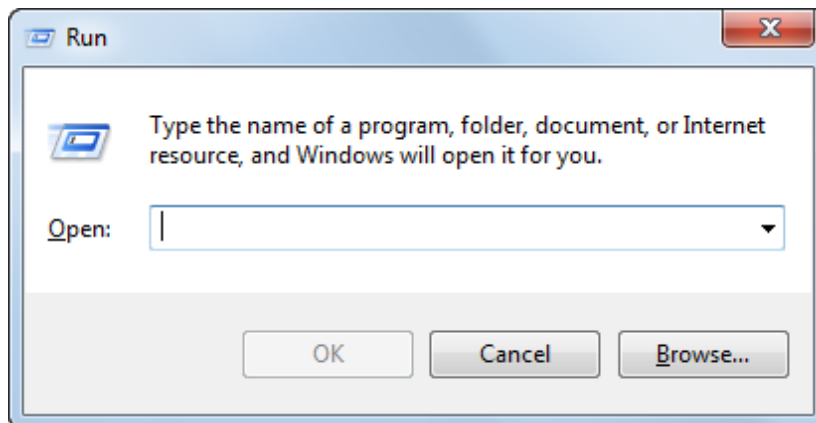 Run
Type the name of a program, folder, document, or Internet
resource, and Windows will open it for you.
Open:
OK Cancel Browse...